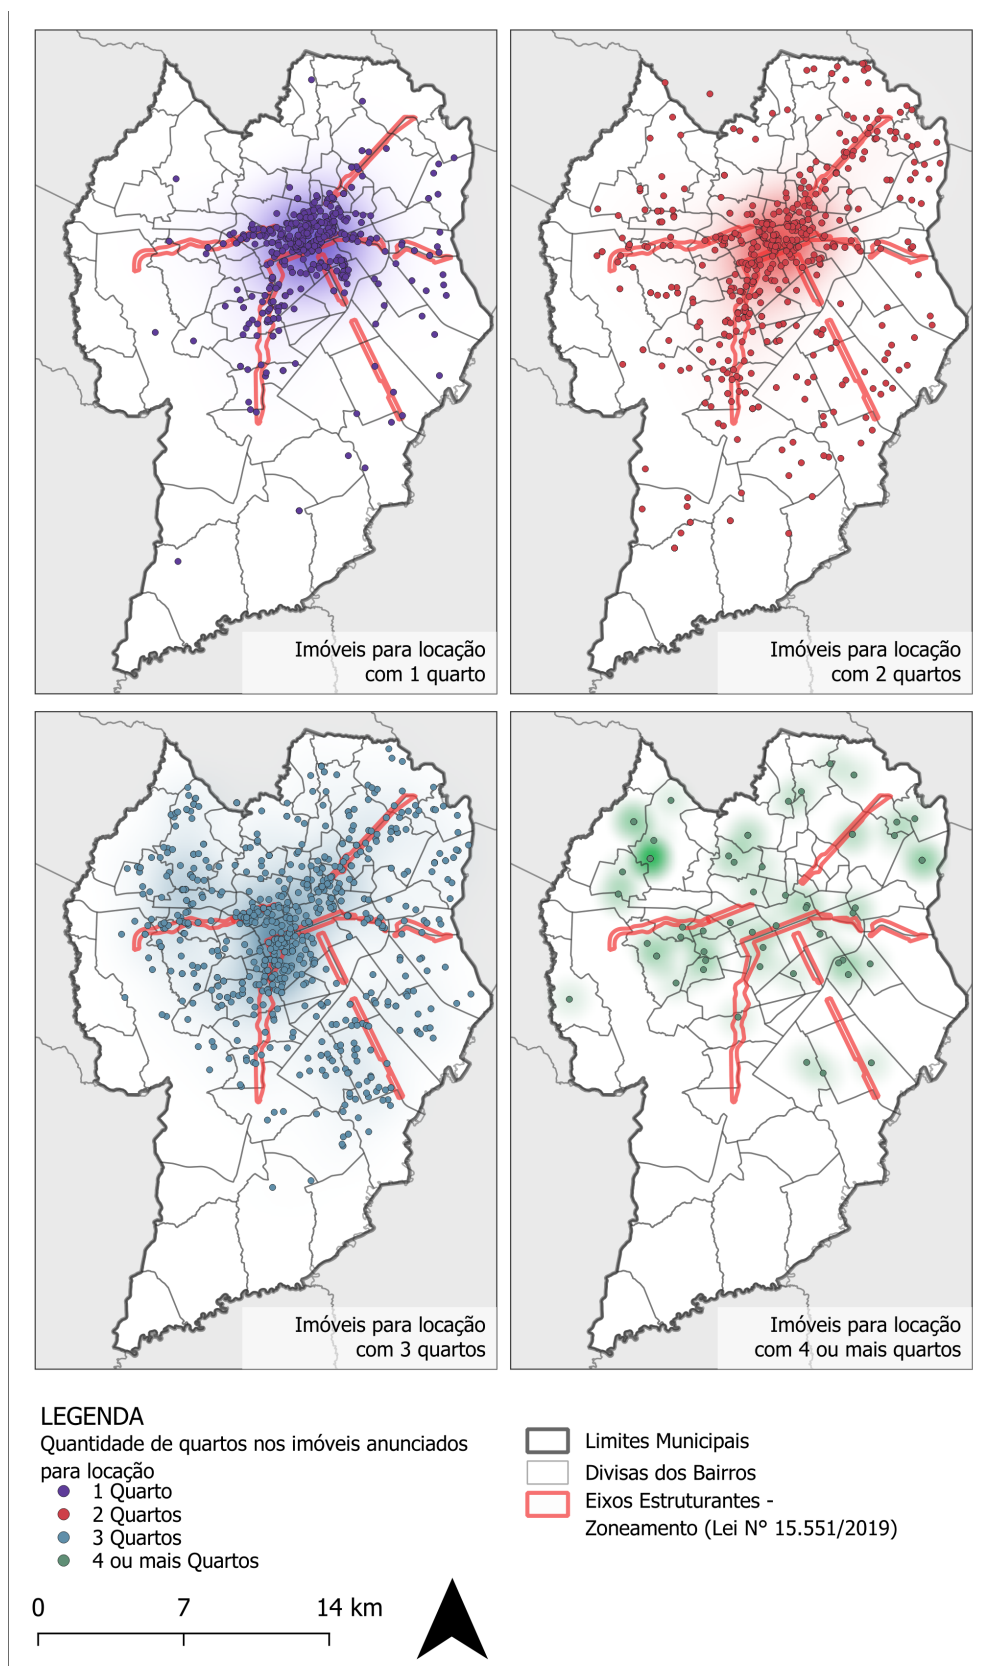 Imóveis para locação
com 1 quarto
Imóveis para locação
com 2 quartos
Imóveis para locação
com 3 quartos
Imóveis para locação
com 4 ou mais quartos
LEGENDA
Quantidade de quartos nos imóveis anunciados
para locação
1 Quarto
2 Quartos
3 Quartos
4 ou mais Quartos
0 7 14 km
Limites Municipais
Divisas dos Bairros
Eixos Estruturantes -
Zoneamento (Lei N° 15.551/2019)